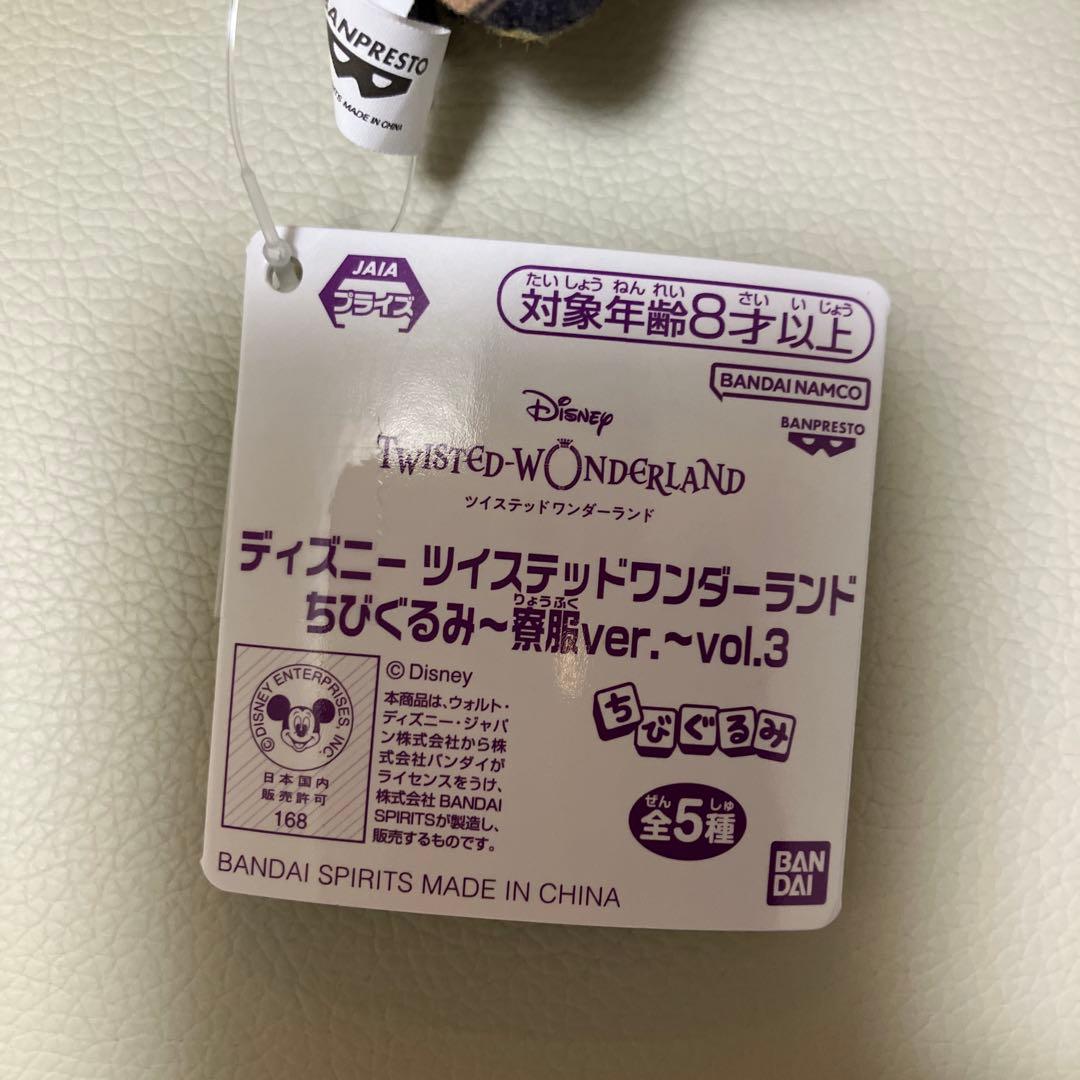 BANPRESTO
MADE IN CHINA
JAIA
プライズ
たいしょうねんれい さい いじょう
対象年齢8才以上
BANDAI NAMCO
BANPRESTO
Disney
TWISTED-WONDERLAND
ツイステッドワンダーランド
ディズニー ツイステッドワンダーランド
りょうふく
ちびぐるみ～寮服ver.～vol.3
©DISNEY ENTERPRISES, INC.
日本国内
販売許可
168
©Disney
本商品は、ウォルト・
ディズニー・ジャパ
ン株式会社から株
式会社バンダイが
ライセンスをうけ、
株式会社 BANDAI
SPIRITSが製造し、
販売するものです。
ちびぐるみ
ぜん しゅ
全5種
BAN
DAI
BANDAI SPIRITS MADE IN CHINA